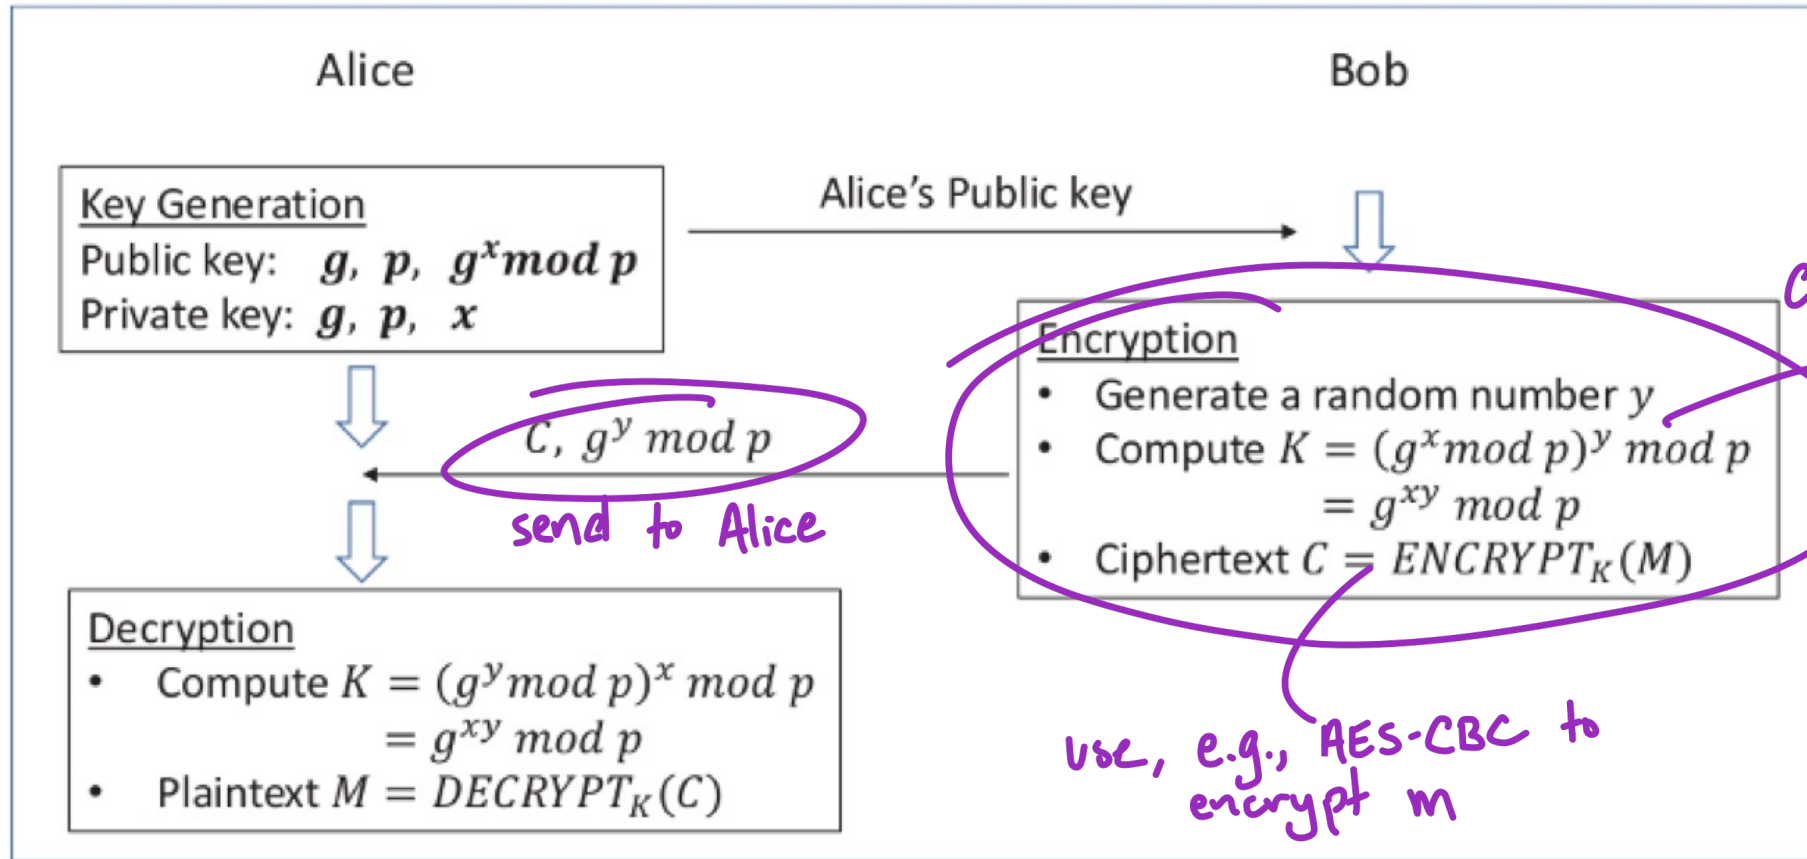 Alice
Bob
Key Generation
Public key: g, p, g^x mod p
Private key: g, p, x
Alice's Public key
Encryption
• Generate a random number y
• Compute K = (g^x mod p)^y mod p
= g^xy mod p
• Ciphertext C = ENCRYPT_K(M)
C, g^y mod p
send to Alice
Decryption
• Compute K = (g^y mod p)^x mod p
= g^xy mod p
• Plaintext M = DECRYPT_K(C)
use, e.g., AES-CBC to
encrypt m